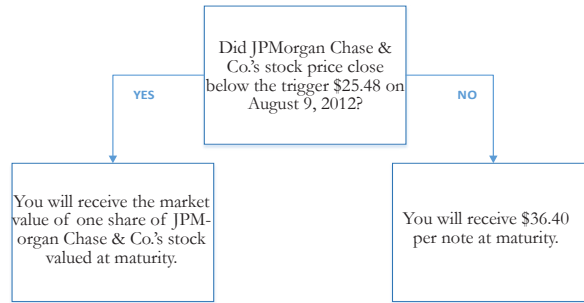 Did JPMorgan Chase &
Co.'s stock price close
below the trigger $25.48 on
August 9, 2012?
YES
NO
You will receive the market
value of one share of JPM-
organ Chase & Co.'s stock
valued at maturity.
You will receive $36.40
per note at maturity.